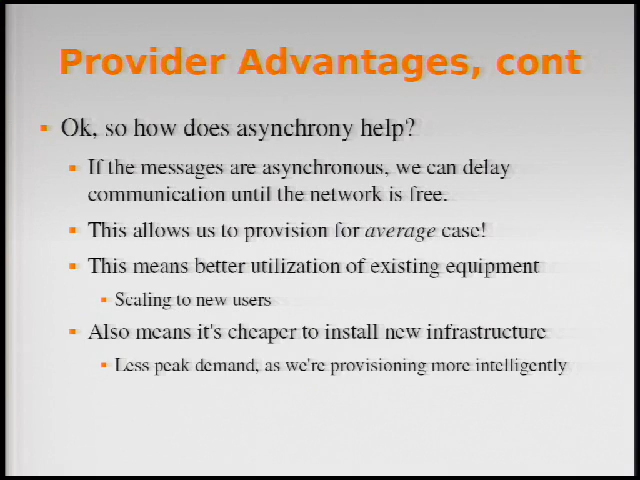 Provider Advantages, cont
Ok, so how does asynchrony help?
If the messages are asynchronous, we can delay
communication until the network is free.
This allows us to provision for average case!
This means better utilization of existing equipment
Scaling to new users
Also means it's cheaper to install new infrastructure
Less peak demand, as we're provisioning more intelligently